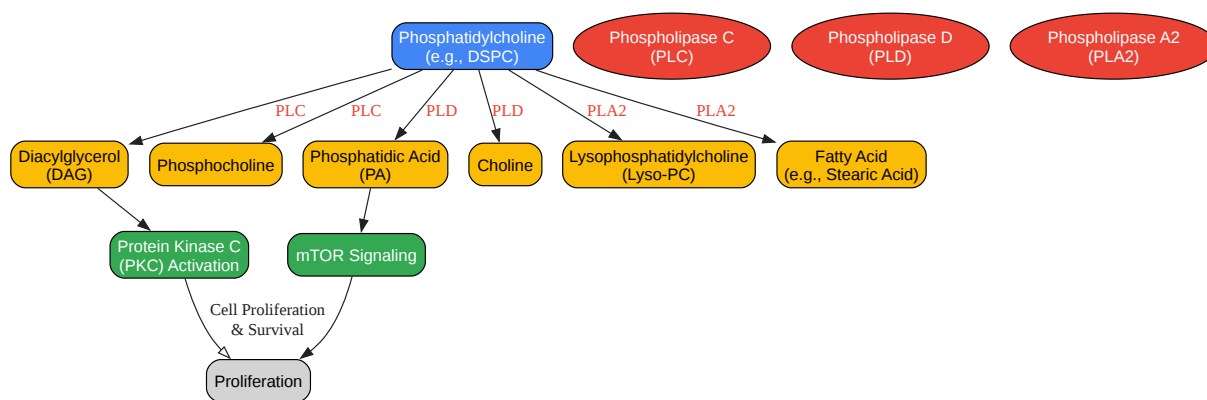 Phosphatidylcholine
(e.g., DSPC)
Phospholipase C
(PLC)
Phospholipase D
(PLD)
Phospholipase A2
(PLA2)
PLC
PLC
PLD
PLD
PLA2
PLA2
Diacylglycerol
(DAG)
Phosphocholine
Phosphatidic Acid
(PA)
Choline
Lysophosphatidylcholine
(Lyso-PC)
Fatty Acid
(e.g., Stearic Acid)
Protein Kinase C
(PKC) Activation
mTOR Signaling
Cell Proliferation
& Survival
Proliferation